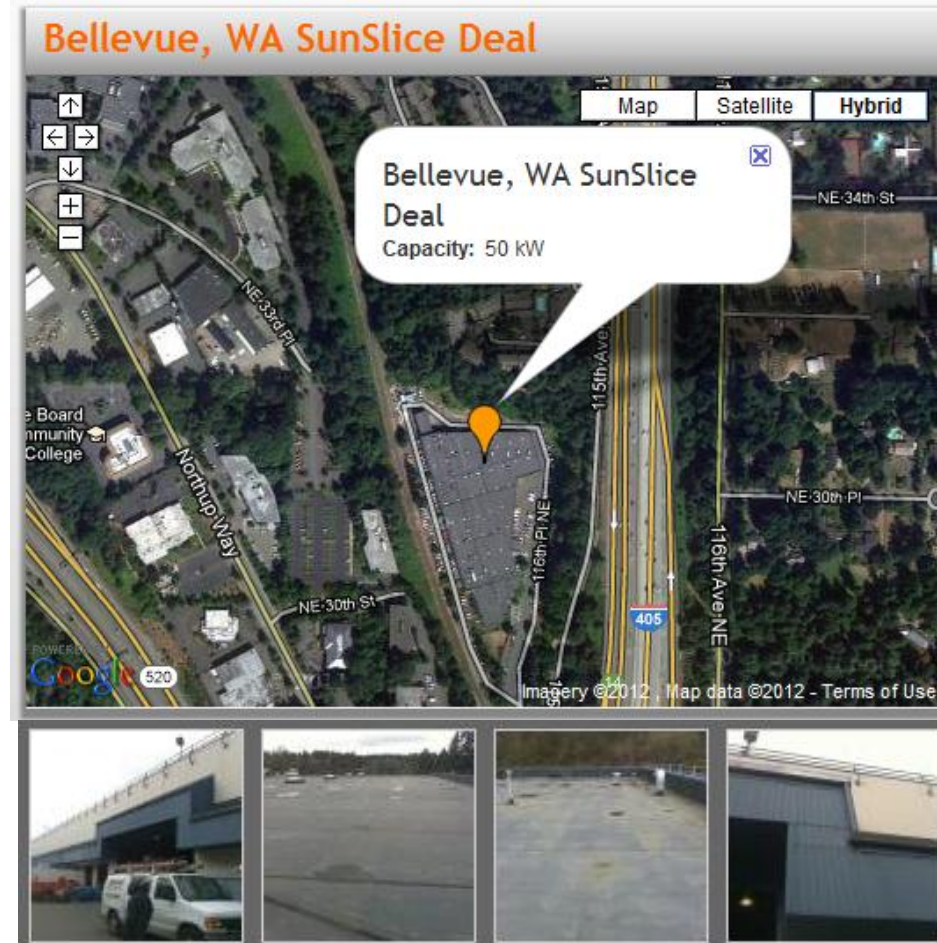 Bellevue, WA SunSlice Deal
Map
Satellite
Hybrid
Bellevue, WA SunSlice
Deal
Capacity: 50 kW
NE 34th St
NE 33rd Pl
115th Ave
e Board
mmunity
College
Northup Way
116th Pl NE
NE 30th Pl
116th Ave NE
NE 30th St
405
POWERED
Google
520
14
Imagery ©2012 , Map data ©2012 - Terms of Use